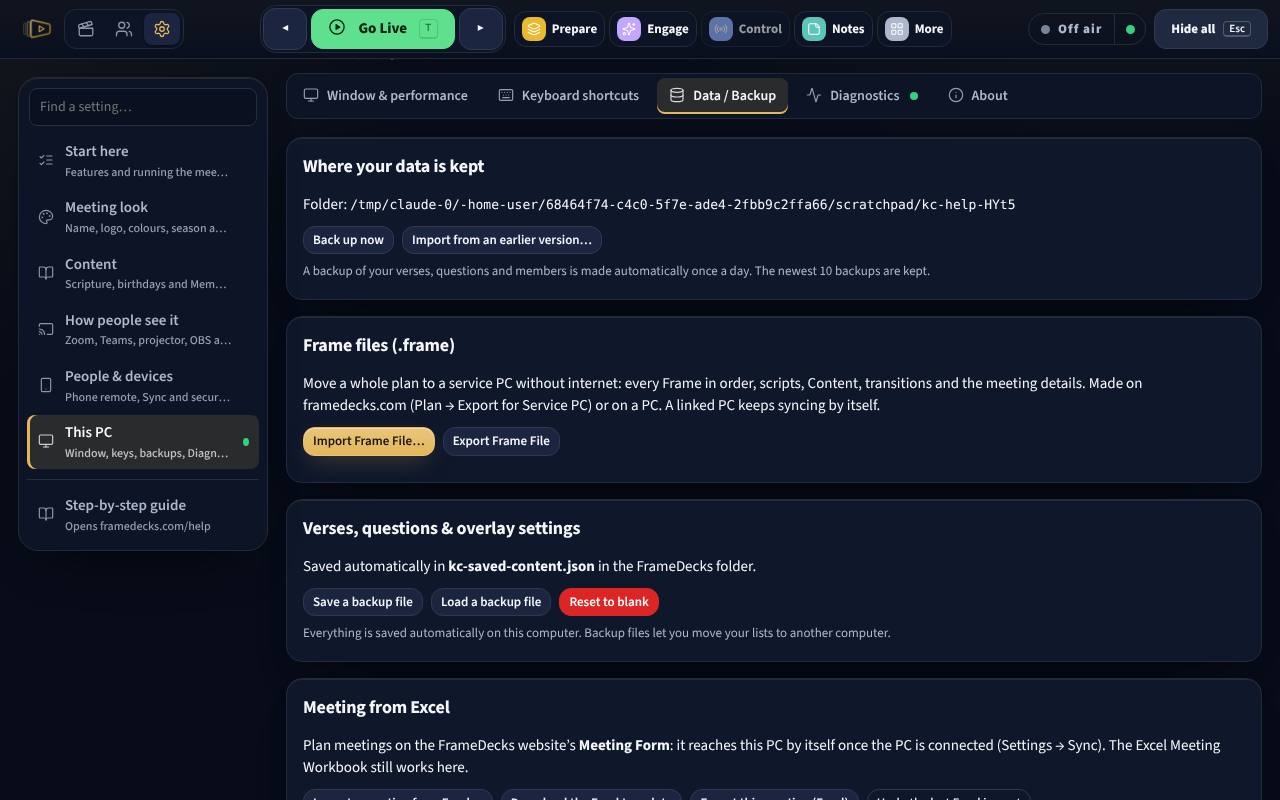 Go Live T
Prepare
Engage
Control
Notes
More
Off air
Hide all Esc
Find a setting…
Start here
Features and running the mee…
Meeting look
Name, logo, colours, season a…
Content
Scripture, birthdays and Mem…
How people see it
Zoom, Teams, projector, OBS a…
People & devices
Phone remote, Sync and secur…
This PC
Window, keys, backups, Diagn…
Step-by-step guide
Opens framedecks.com/help
Window & performance
Keyboard shortcuts
Data / Backup
Diagnostics
About
Where your data is kept
Folder: /tmp/claude-0/-home-user/68464f74-c4c0-5f7e-ade4-2fbb9c2ffa66/scratchpad/kc-help-HYt5
Back up now
Import from an earlier version…
A backup of your verses, questions and members is made automatically once a day. The newest 10 backups are kept.
Frame files (.frame)
Move a whole plan to a service PC without internet: every Frame in order, scripts, Content, transitions and the meeting details. Made on
framedecks.com (Plan → Export for Service PC) or on a PC. A linked PC keeps syncing by itself.
Import Frame File…
Export Frame File
Verses, questions & overlay settings
Saved automatically in kc-saved-content.json in the FrameDecks folder.
Save a backup file
Load a backup file
Reset to blank
Everything is saved automatically on this computer. Backup files let you move your lists to another computer.
Meeting from Excel
Plan meetings on the FrameDecks website’s Meeting Form: it reaches this PC by itself once the PC is connected (Settings → Sync). The Excel Meeting
Workbook still works here.